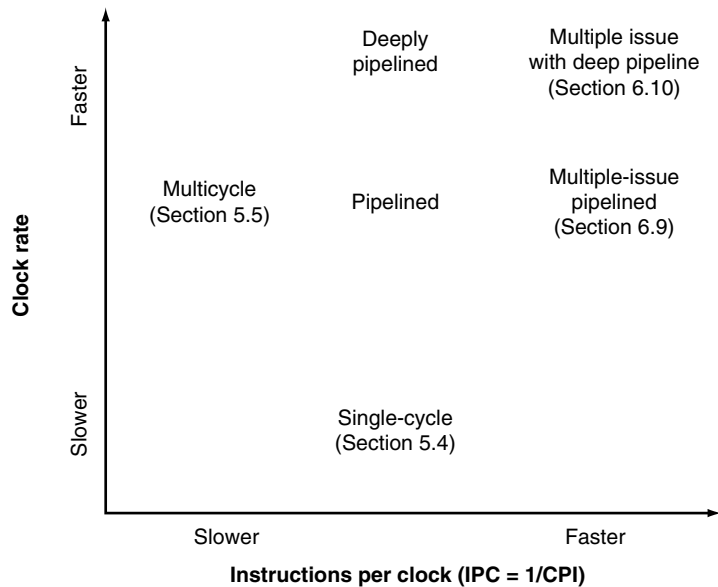 Deeply
pipelined
Multiple issue
with deep pipeline
(Section 6.10)
Faster
Multicycle
(Section 5.5)
Pipelined
Multiple-issue
pipelined
(Section 6.9)
Clock rate
Slower
Single-cycle
(Section 5.4)
Slower
Faster
Instructions per clock (IPC = 1/CPI)